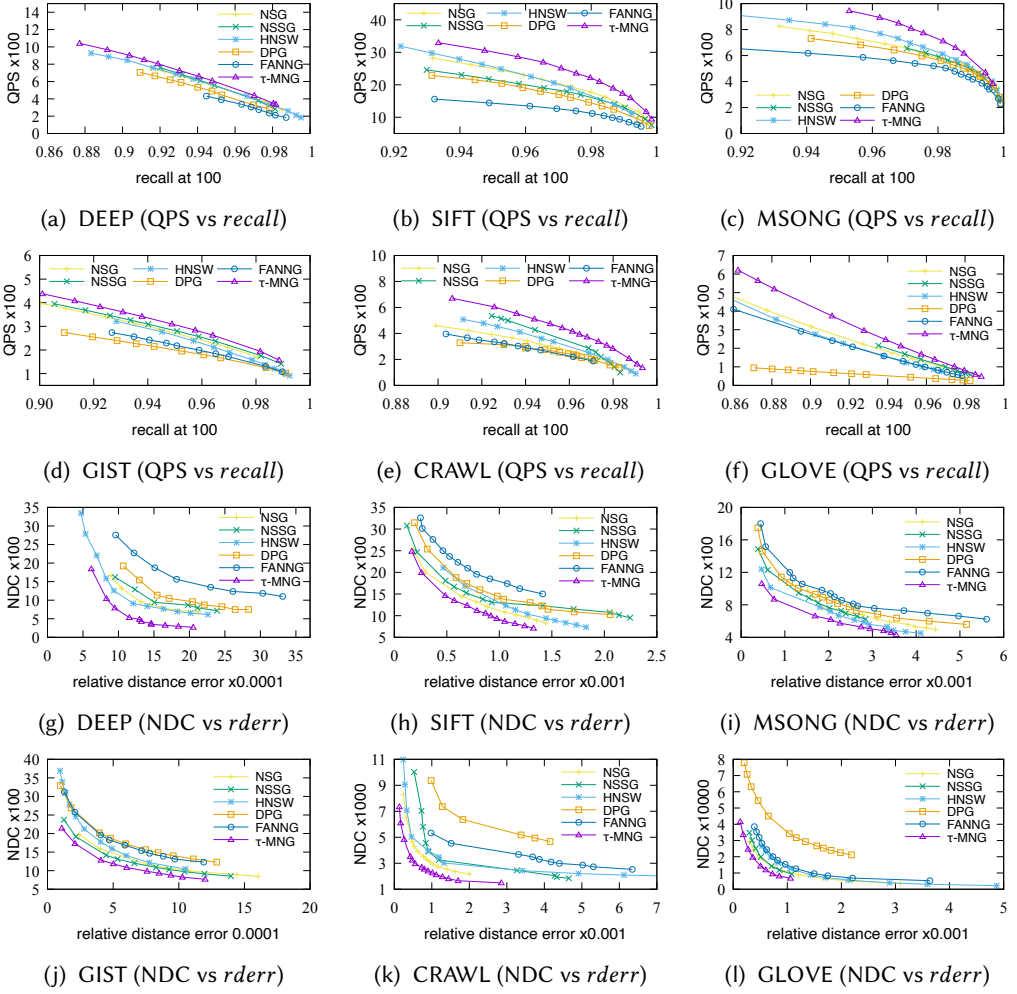 NSG
NSSG
HNSW
DPG
FANNG
τ-MNG
QPS x100
14
12
10
8
6
4
2
0
0.86 0.88 0.9 0.92 0.94 0.96 0.98 1
recall at 100
(a) DEEP (QPS vs recall)
NSG HNSW FANNG
NSSG DPG τ-MNG
QPS x100
50
40
30
20
10
0.92 0.94 0.96 0.98 1
recall at 100
(b) SIFT (QPS vs recall)
NSG DPG
NSSG FANNG
HNSW τ-MNG
QPS x100
10
8
6
4
2
0
0.92 0.94 0.96 0.98 1
recall at 100
(c) MSONG (QPS vs recall)
NSG HNSW FANNG
NSSG DPG τ-MNG
QPS x100
6
5
4
3
2
1
0.90 0.92 0.94 0.96 0.98 1
recall at 100
(d) GIST (QPS vs recall)
NSG HNSW FANNG
NSSG DPG τ-MNG
QPS x100
10
8
6
4
2
0
0.88 0.9 0.92 0.94 0.96 0.98 1
recall at 100
(e) CRAWL (QPS vs recall)
NSG
NSSG
HNSW
DPG
FANNG
τ-MNG
QPS x100
7
6
5
4
3
2
1
0
0.86 0.9 0.92 0.94 0.96 0.98 1
recall at 100
(f) GLOVE (QPS vs recall)
NSG
NSSG
HNSW
DPG
FANNG
τ-MNG
NDC x100
35
30
25
20
15
10
5
0
0 5 10 15 20 25 30 35
relative distance error x0.0001
(g) DEEP (NDC vs rderr)
NSG
NSSG
HNSW
DPG
FANNG
τ-MNG
NDC x100
35
30
25
20
15
10
5
0 0.5 1 1.5 2.0 2.5
relative distance error x0.001
(h) SIFT (NDC vs rderr)
NSG
NSSG
HNSW
DPG
FANNG
τ-MNG
NDC x100
20
16
12
8
4
0 1 2 3 4 5 6
relative distance error x0.001
(i) MSONG (NDC vs rderr)
NSG
NSSG
HNSW
DPG
FANNG
τ-MNG
NDC x100
40
35
30
25
20
15
10
5
0 5 10 15 20
relative distance error 0.0001
(j) GIST (NDC vs rderr)
NSG
NSSG
HNSW
DPG
FANNG
τ-MNG
NDC x1000
11
9
7
5
3
1
0 1 2 3 4 5 6 7
relative distance error x0.001
(k) CRAWL (NDC vs rderr)
NSG
NSSG
HNSW
DPG
FANNG
τ-MNG
NDC x10000
8
7
6
5
4
3
2
1
0
0 1 2 3 4 5
relative distance error x0.001
(l) GLOVE (NDC vs rderr)